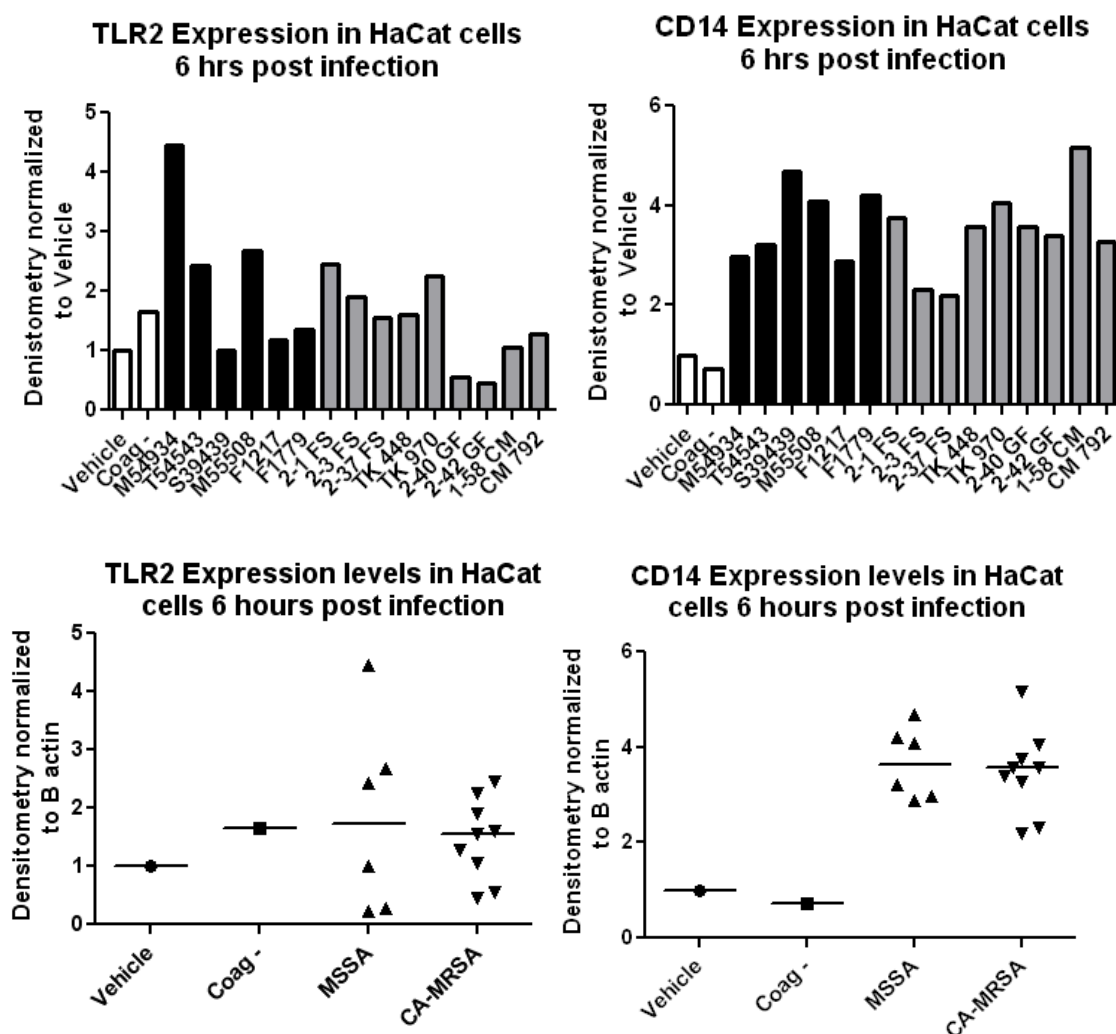 TLR2 Expression in HaCat cells
6 hrs post infection
Denistometry normalized
to Vehicle
5
4
3
2
1
0
Vehicle
Coag -
M54934
T54543
S39439
M55508
F1217
F1779
2-1 FS
2-3 FS
2-37 FS
TK 448
TK 970
2-40 GF
2-42 GF
1-58 CM
CM 792
CD14 Expression in HaCat cells
6 hrs post infection
Denistometry normalized
to Vehicle
6
4
2
0
Vehicle
Coag -
M54934
T54543
S39439
M55508
F1217
F1779
2-1 FS
2-3 FS
2-37 FS
TK 448
TK 970
2-40 GF
2-42 GF
1-58 CM
CM 792
TLR2 Expression levels in HaCat
cells 6 hours post infection
Densitometry normalized
to B actin
5
4
3
2
1
0
Vehicle
Coag -
MSSA
CA-MRSA
CD14 Expression levels in HaCat
cells 6 hours post infection
Densitometry normalized
to B actin
6
4
2
0
Vehicle
Coag -
MSSA
CA-MRSA